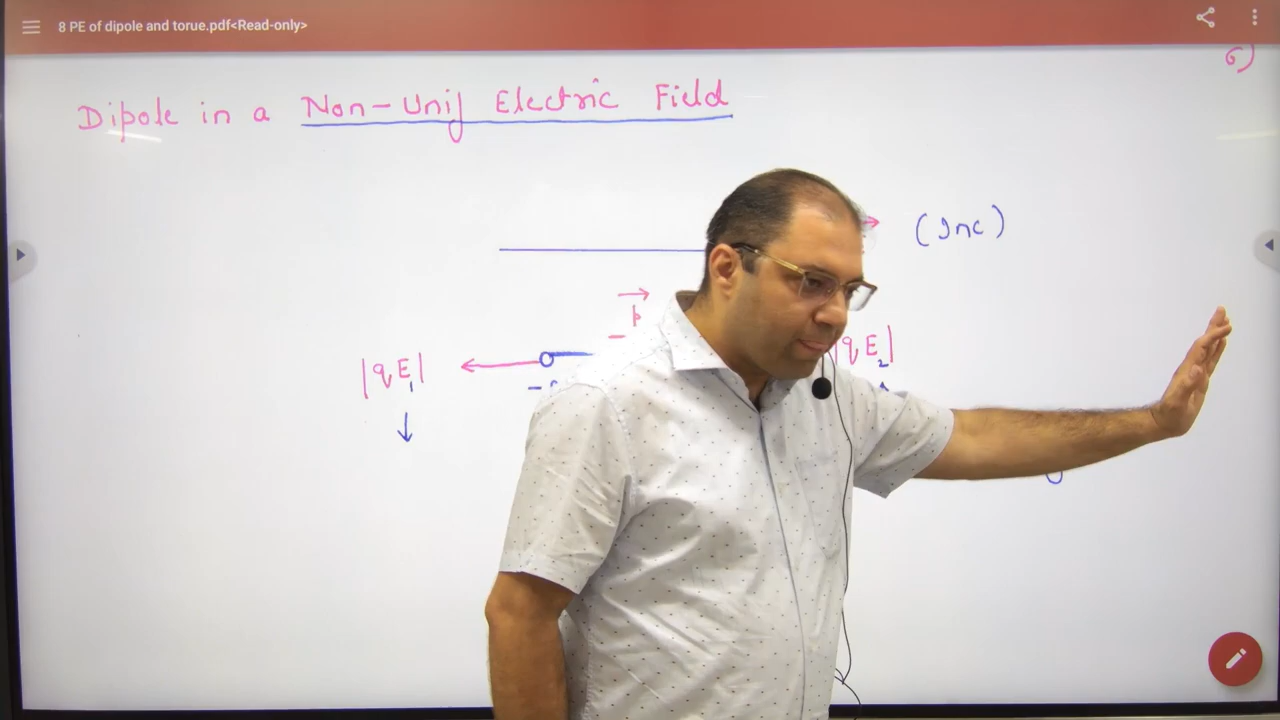 8 PE of dipole and torue.pdf<Read-only>
6)
Dipole in a Non-Unif Electric Field
(Inc)
p
|qE₁| |qE₂|